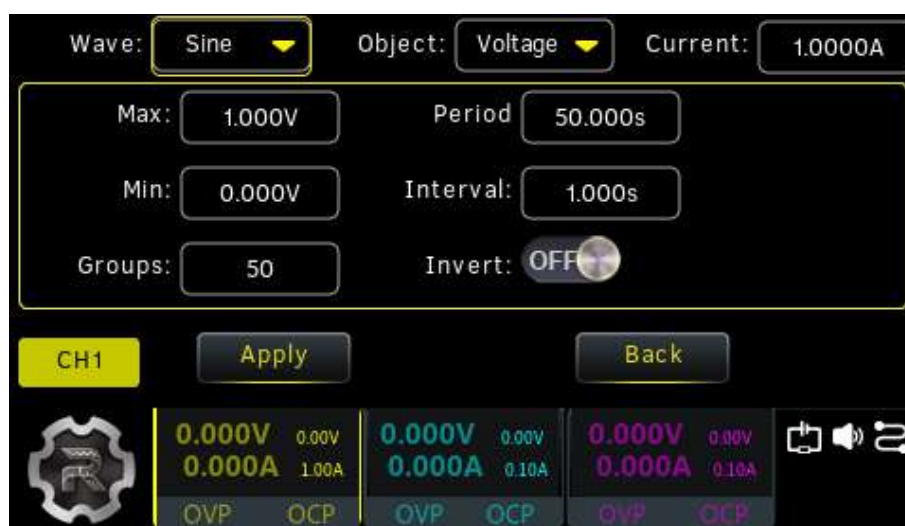 Wave: Sine Object: Voltage Current: 1.0000A
Max: 1.000V Period 50.000s
Min: 0.000V Interval: 1.000s
Groups: 50 Invert: OFF
CH1 Apply Back
0.000V 0.00V 0.000V 0.00V 0.000V 0.00V
0.000A 1.00A 0.000A 0.10A 0.000A 0.10A
OVP OCP OVP OCP OVP OCP